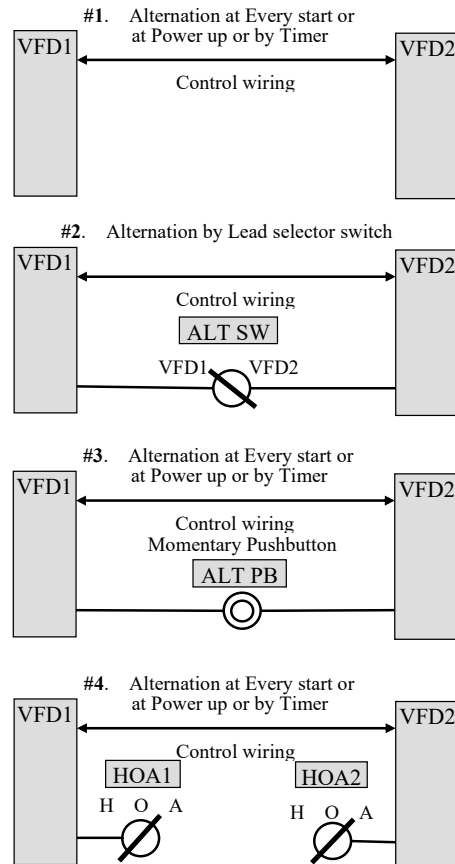 #1. Alternation at Every start or
at Power up or by Timer
VFD1
VFD2
Control wiring
#2. Alternation by Lead selector switch
VFD1
VFD2
Control wiring
ALT SW
VFD1 VFD2
#3. Alternation at Every start or
at Power up or by Timer
VFD1
VFD2
Control wiring
Momentary Pushbutton
ALT PB
#4. Alternation at Every start or
at Power up or by Timer
VFD1
VFD2
Control wiring
HOA1 HOA2
H O A H O A